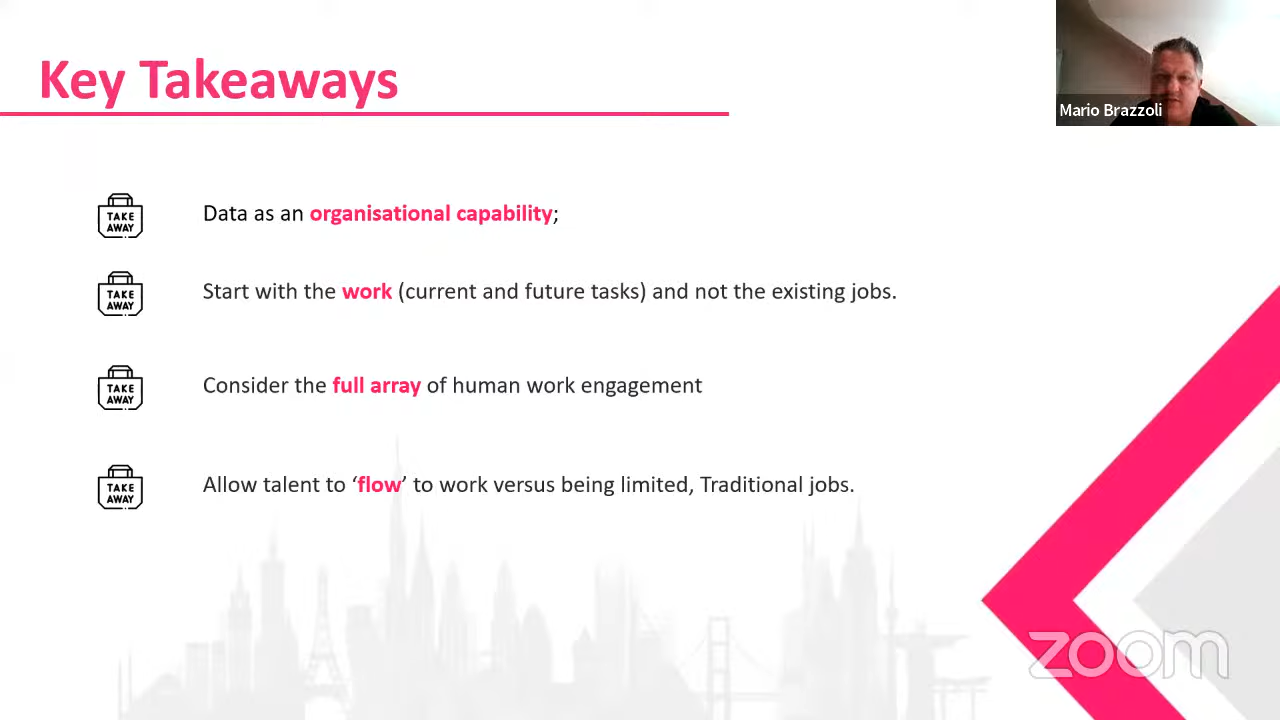 Key Takeaways
Mario Brazzoli
TAKE
AWAY
Data as an organisational capability;
TAKE
AWAY
Start with the work (current and future tasks) and not the existing jobs.
TAKE
AWAY
Consider the full array of human work engagement
TAKE
AWAY
Allow talent to ‘flow’ to work versus being limited, Traditional jobs.
zoom